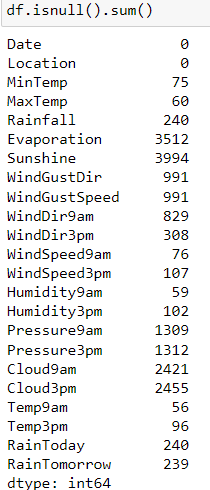 df.isnull().sum()
Date 0
Location 0
MinTemp 75
MaxTemp 60
Rainfall 240
Evaporation 3512
Sunshine 3994
WindGustDir 991
WindGustSpeed 991
WindDir9am 829
WindDir3pm 308
WindSpeed9am 76
WindSpeed3pm 107
Humidity9am 59
Humidity3pm 102
Pressure9am 1309
Pressure3pm 1312
Cloud9am 2421
Cloud3pm 2455
Temp9am 56
Temp3pm 96
RainToday 240
RainTomorrow 239
dtype: int64